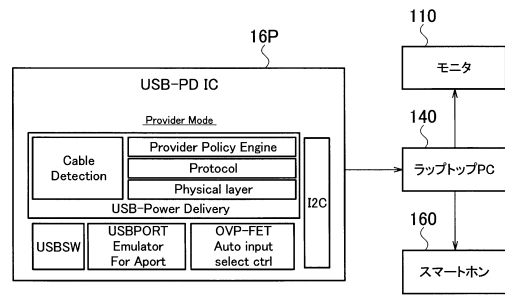 16P
USB-PD IC
Provider Mode
Cable
Detection
Provider Policy Engine
Protocol
Physical layer
USB-Power Delivery
I2C
USBSW
USBPORT
Emulator
For Aport
OVP-FET
Auto input
select ctrl
110
モニタ
140
ラップトップPC
160
スマートホン